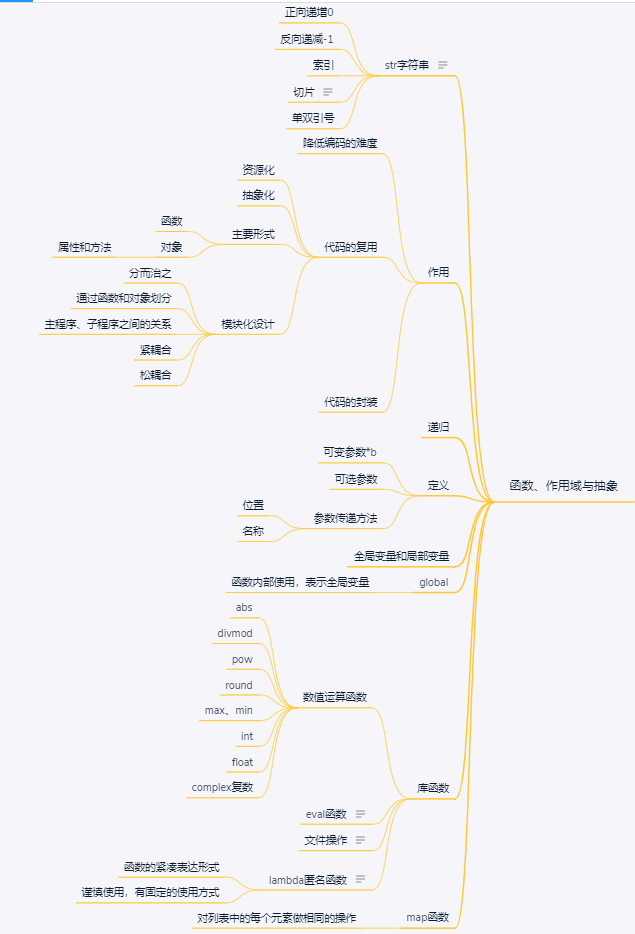 正向递增0
反向递减-1
索引
str字符串
切片
单双引号
降低编码的难度
资源化
抽象化
函数
主要形式
属性和方法
对象
代码的复用
分而治之
作用
通过函数和对象划分
主程序、子程序之间的关系
模块化设计
紧耦合
松耦合
代码的封装
递归
可变参数*b
可选参数
定义
函数、作用域与抽象
位置
参数传递方法
名称
全局变量和局部变量
函数内部使用，表示全局变量
global
abs
divmod
pow
round
数值运算函数
max、min
int
float
complex复数
库函数
eval函数
文件操作
函数的紧凑表达形式
lambda匿名函数
谨慎使用，有固定的使用方式
对列表中的每个元素做相同的操作
map函数